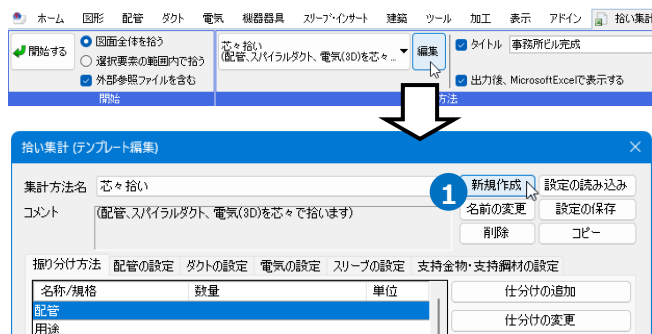 ホーム 図形 配管 ダクト 電気 機器器具 スリーブ・インサート 建築 ツール 加工 表示 アドイン 拾い集計
開始する 図面全体を拾う 芯々拾い 編集 タイトル 事務所ビル完成
選択要素の範囲内で拾う (配管、スパイラルダクト、電気(3D)を芯々...
外部参照ファイルを含む 出力後、MicrosoftExcelで表示する
開始 方法
拾い集計 (テンプレート編集)
集計方法名 芯々拾い 1 新規作成 設定の読み込み
コメント (配管、スパイラルダクト、電気(3D)を芯々で拾います) 名前の変更 設定の保存
削除 コピー
振り分け方法 配管の設定 ダクトの設定 電気の設定 スリーブの設定 支持金物・支持鋼材の設定
名称/規格 数量 単位 仕分けの追加
配管
用途 仕分けの変更